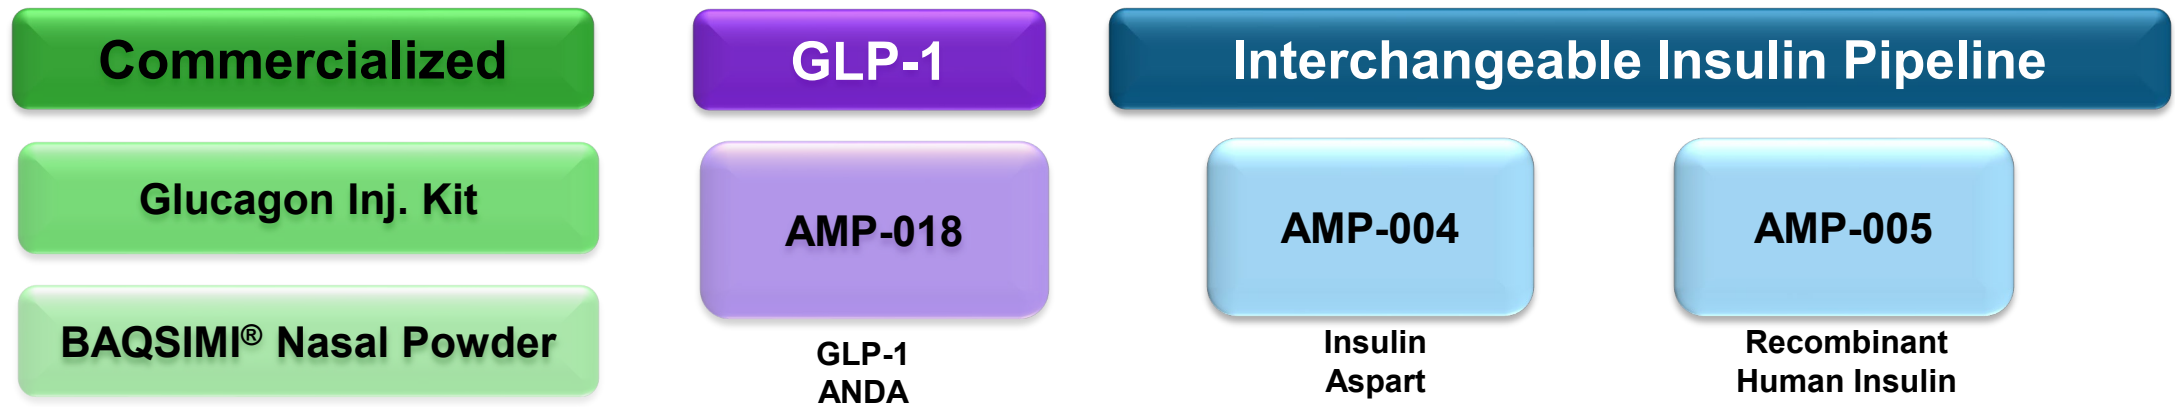 Commercialized
Glucagon Inj. Kit
BAQSIMI® Nasal Powder
GLP-1
AMP-018
GLP-1
ANDA
Interchangeable Insulin Pipeline
AMP-004
Insulin
Aspart
AMP-005
Recombinant
Human Insulin